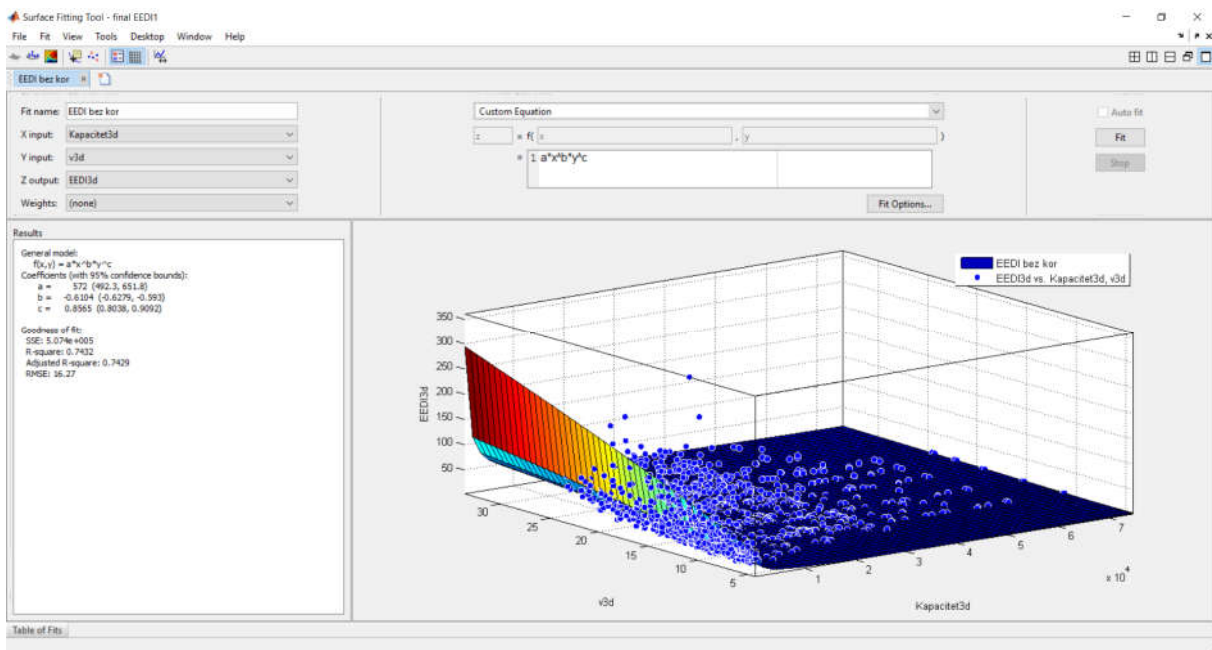 Surface Fitting Tool - final EEDI1
File Fit View Tools Desktop Window Help
EEDI bez kor
Fit name: EEDI bez kor
X input: Kapacitet3d
Y input: v3d
Z output: EEDI3d
Weights: (none)
Custom Equation
z = f( x , y )
= 1 a*x^b*y^c
Fit Options...
Auto fit
Fit
Stop
Results
General model:
f(x,y) = a*x^b*y^c
Coefficients (with 95% confidence bounds):
a = 572 (492.3, 651.8)
b = -0.6104 (-0.6279, -0.593)
c = 0.8565 (0.8038, 0.9092)
Goodness of fit:
SSE: 5.074e+005
R-square: 0.7432
Adjusted R-square: 0.7429
RMSE: 16.27
EEDI bez kor
EEDI3d vs. Kapacitet3d, v3d
350
300
250
200
150
100
50
EEDI3d
30
25
20
15
10
5
v3d
1
2
3
4
5
6
7
x 10^4
Kapacitet3d
Table of Fits